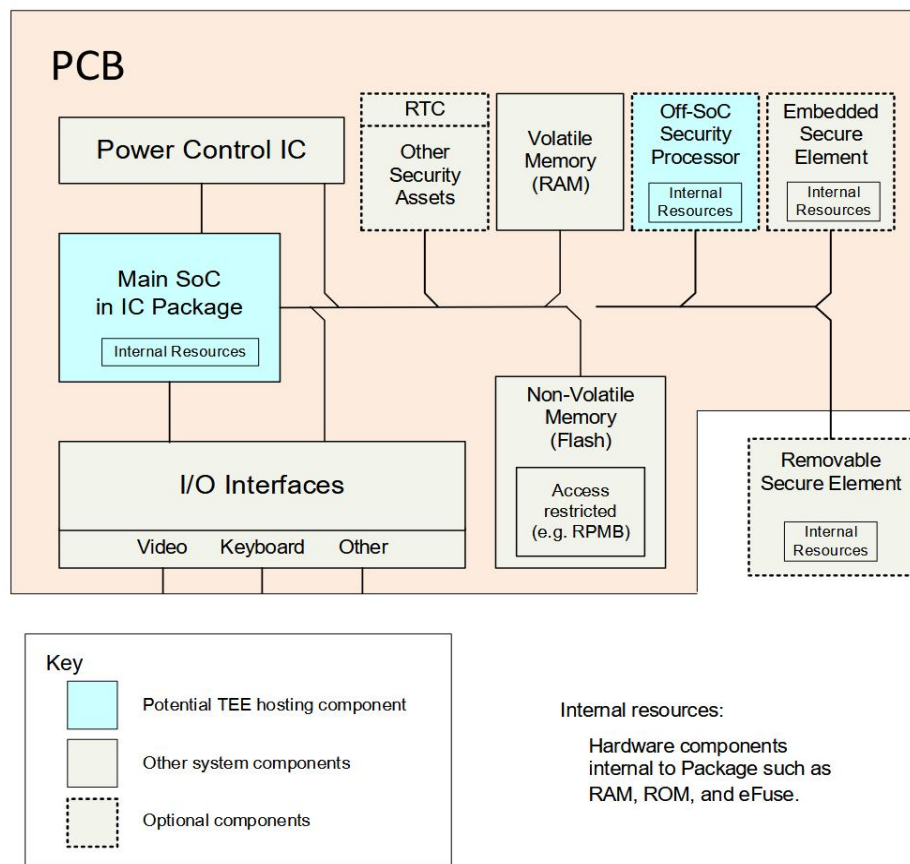 PCB
Power Control IC
RTC
Other
Security
Assets
Volatile
Memory
(RAM)
Off-SoC
Security
Processor
Internal
Resources
Embedded
Secure
Element
Internal
Resources
Main SoC
in IC Package
Internal Resources
Non-Volatile
Memory
(Flash)
Access
restricted
(e.g. RPMB)
I/O Interfaces
Video Keyboard Other
Removable
Secure Element
Internal
Resources
Key
Potential TEE hosting component
Other system components
Optional components
Internal resources:
Hardware components
internal to Package such as
RAM, ROM, and eFuse.